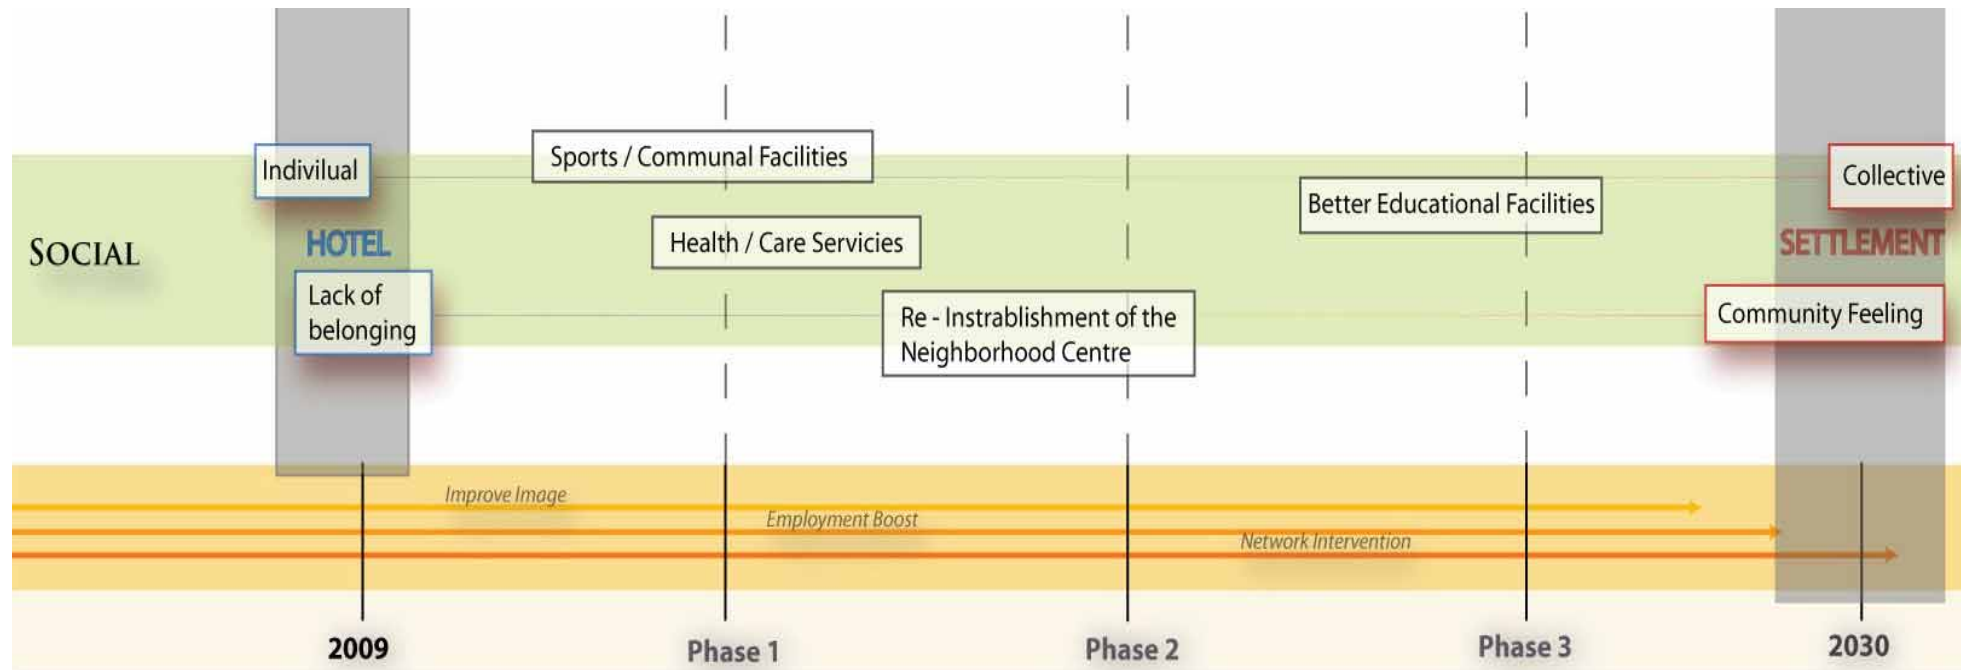 Indivilual
Sports / Communal Facilities
Collective
Better Educational Facilities
SOCIAL
HOTEL
Health / Care Servicies
SETTLEMENT
Lack of
belonging
Re - Instrablishment of the
Neighborhood Centre
Community Feeling
Improve Image
Employment Boost
Network Intervention
2009
Phase 1
Phase 2
Phase 3
2030